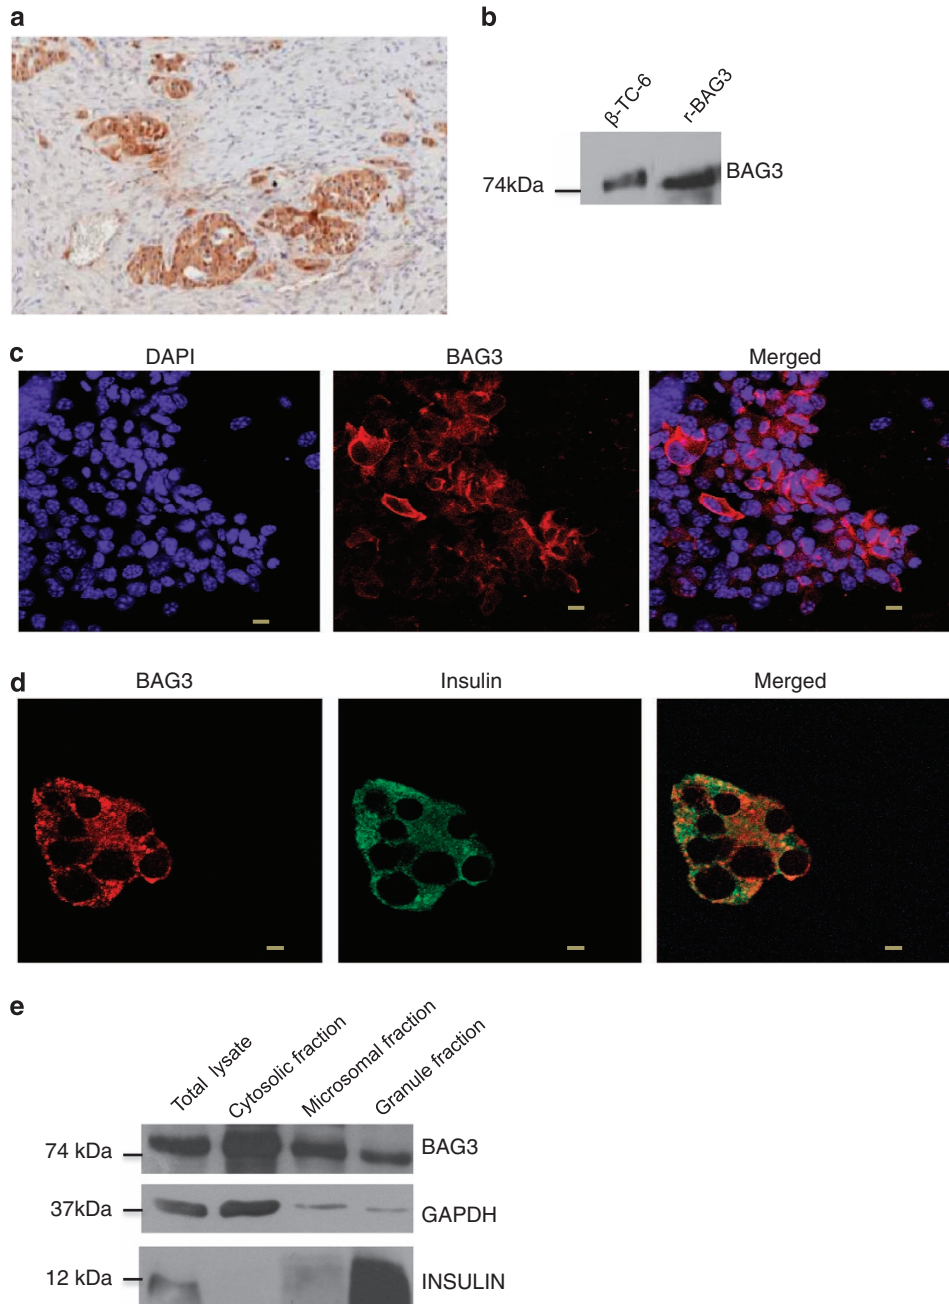 a
b
β-TC-6
r-BAG3
74kDa
BAG3
c
DAPI
BAG3
Merged
d
BAG3
Insulin
Merged
e
Total lysate
Cytosolic fraction
Microsomal fraction
Granule fraction
74 kDa
BAG3
37kDa
GAPDH
12 kDa
INSULIN